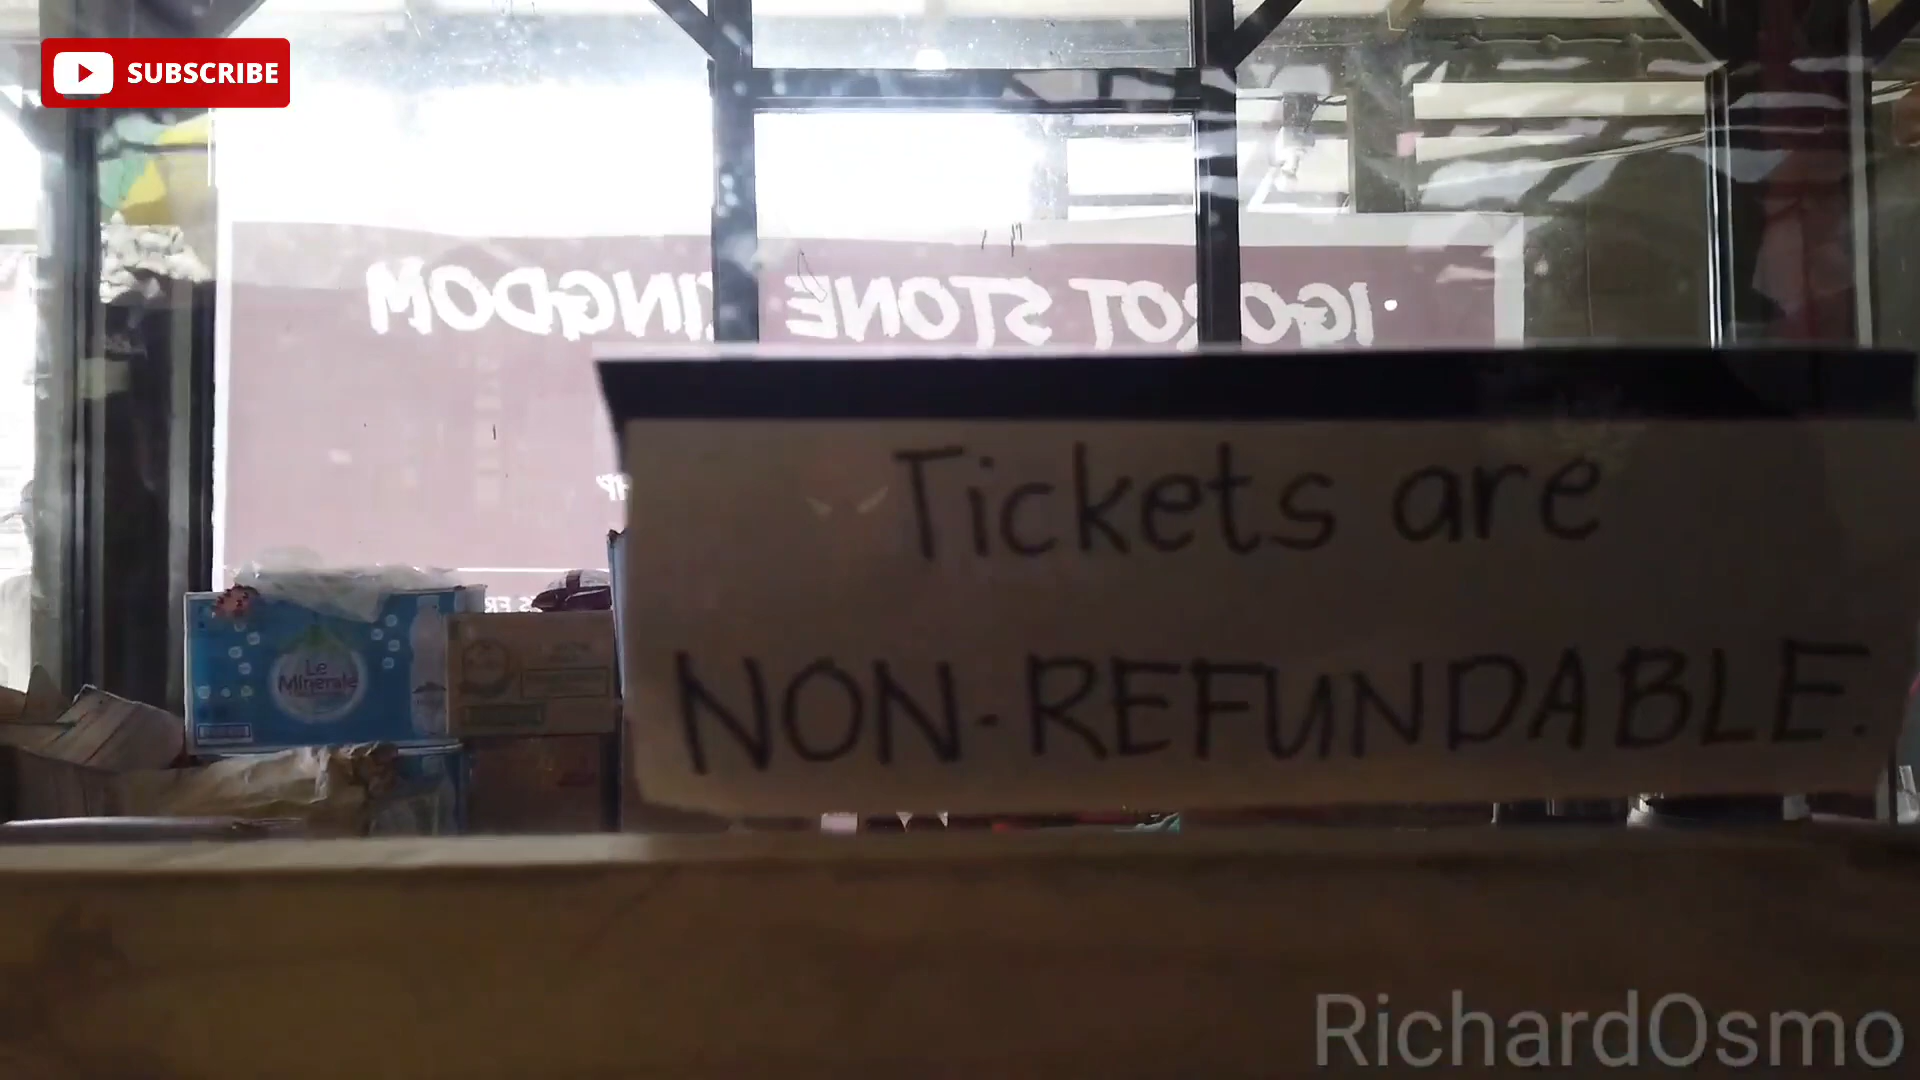 SUBSCRIBE
IGOROT STONE KINGDOM
Tickets are
NON-REFUNDABLE.
Le
Minerale
RichardOsmo